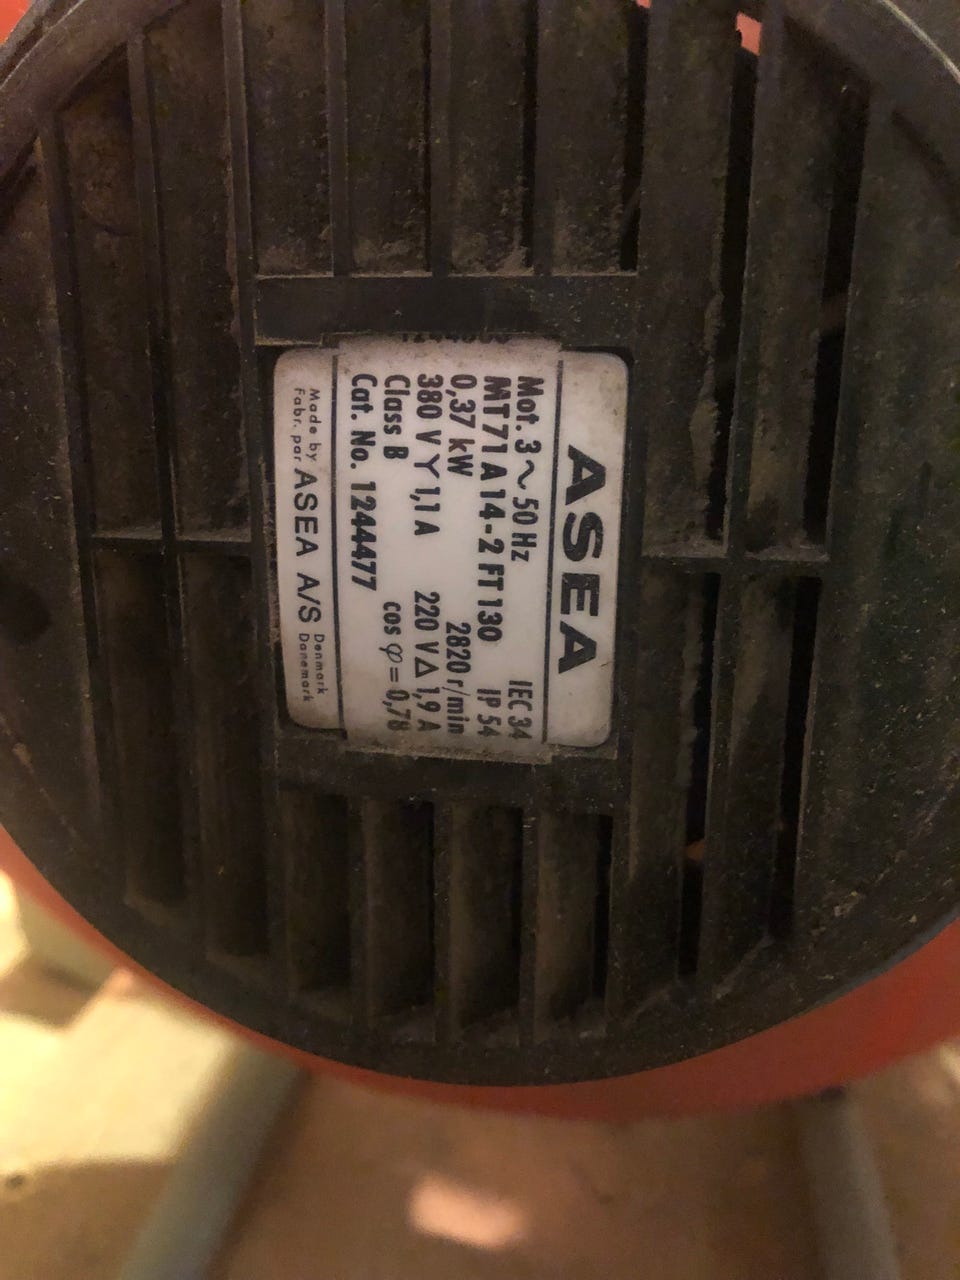 ASEA
Mot. 3 ~ 50 Hz IEC 34
MT 71 A 14-2 FT 130 IP 54
0,37 kW 2820 r/min
380 V Y 1,1 A 220 V Δ 1,9 A
Class B cos φ = 0,78
Cat. No. 1244477
Made by
Fabr. par ASEA A/S Denmark
Danemark